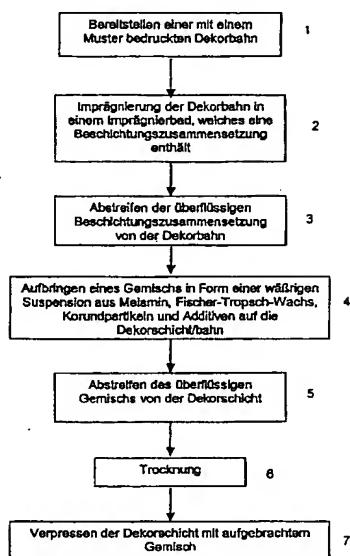 Bereitstellen einer mit einem
Muster bedruckten Dekorbahn
1
Imprägnierung der Dekorbahn in
einem Imprägnierbad, welches eine
Beschichtungszusammensetzung
enthält
2
Abstreifen der überflüssigen
Beschichtungszusammensetzung
von der Dekorbahn
3
Aufbringen eines Gemischs in Form einer wäßrigen
Suspension aus Melamin, Fischer-Tropsch-Wachs,
Korundpartikeln und Additiven auf die
Dekorschicht/bahn
4
Abstreifen des überflüssigen
Gemischs von der Dekorschicht
5
Trocknung
6
Verpressen der Dekorschicht mit aufgebrachtem
Gemisch
7